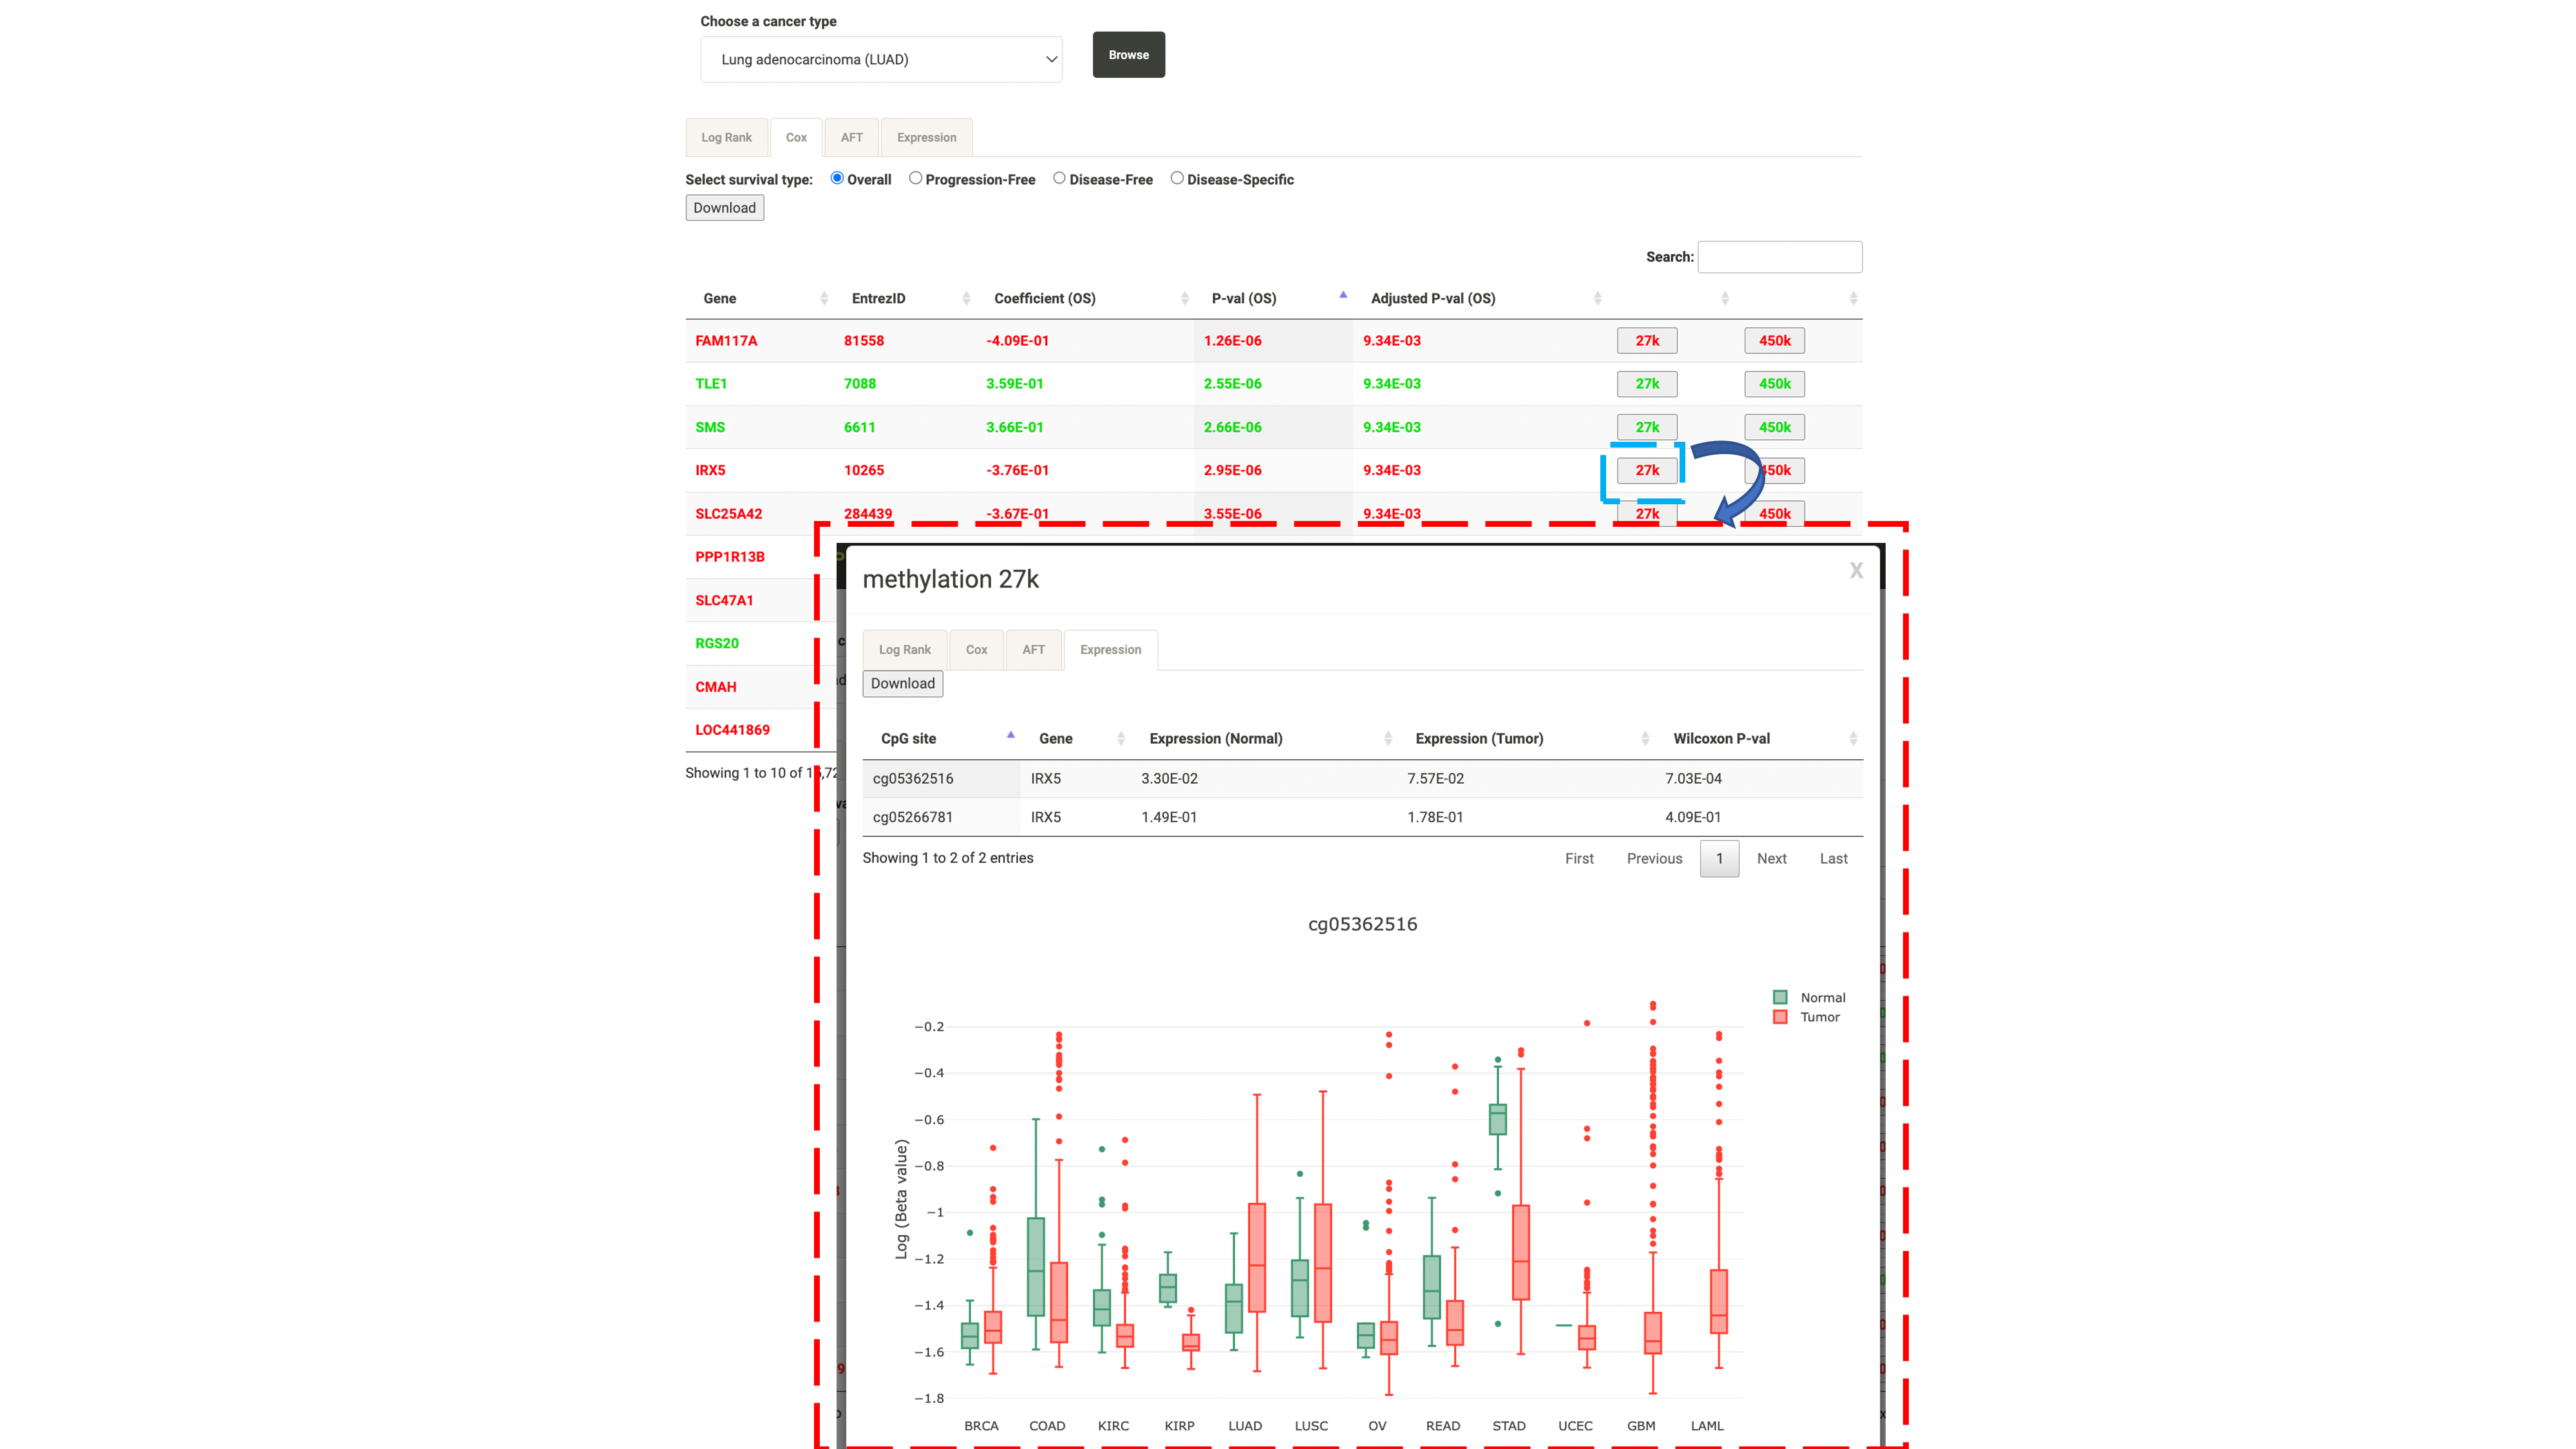 Choose a cancer type
Lung adenocarcinoma (LUAD)
Browse
Log Rank Cox AFT Expression
Select survival type: Overall Progression-Free Disease-Free Disease-Specific
Download
Search:
Gene EntrezID Coefficient (OS) P-val (OS) Adjusted P-val (OS)
FAM117A 81558 -4.09E-01 1.26E-06 9.34E-03 27k 450k
TLE1 7088 3.59E-01 2.55E-06 9.34E-03 27k 450k
SMS 6611 3.66E-01 2.66E-06 9.34E-03 27k 450k
IRX5 10265 -3.76E-01 2.95E-06 9.34E-03 27k 450k
SLC25A42 284439 -3.67E-01 3.55E-06 9.34E-03 27k 450k
PPP1R13B
SLC47A1
RGS20
CMAH
LOC441869
Showing 1 to 10 of
methylation 27k
X
Log Rank Cox AFT Expression
Download
CpG site Gene Expression (Normal) Expression (Tumor) Wilcoxon P-val
cg05362516 IRX5 3.30E-02 7.57E-02 7.03E-04
cg05266781 IRX5 1.49E-01 1.78E-01 4.09E-01
Showing 1 to 2 of 2 entries
First Previous 1 Next Last
cg05362516
Normal
Tumor
Log (Beta value)
−0.2
−0.4
−0.6
−0.8
−1
−1.2
−1.4
−1.6
−1.8
BRCA COAD KIRC KIRP LUAD LUSC OV READ STAD UCEC GBM LAML